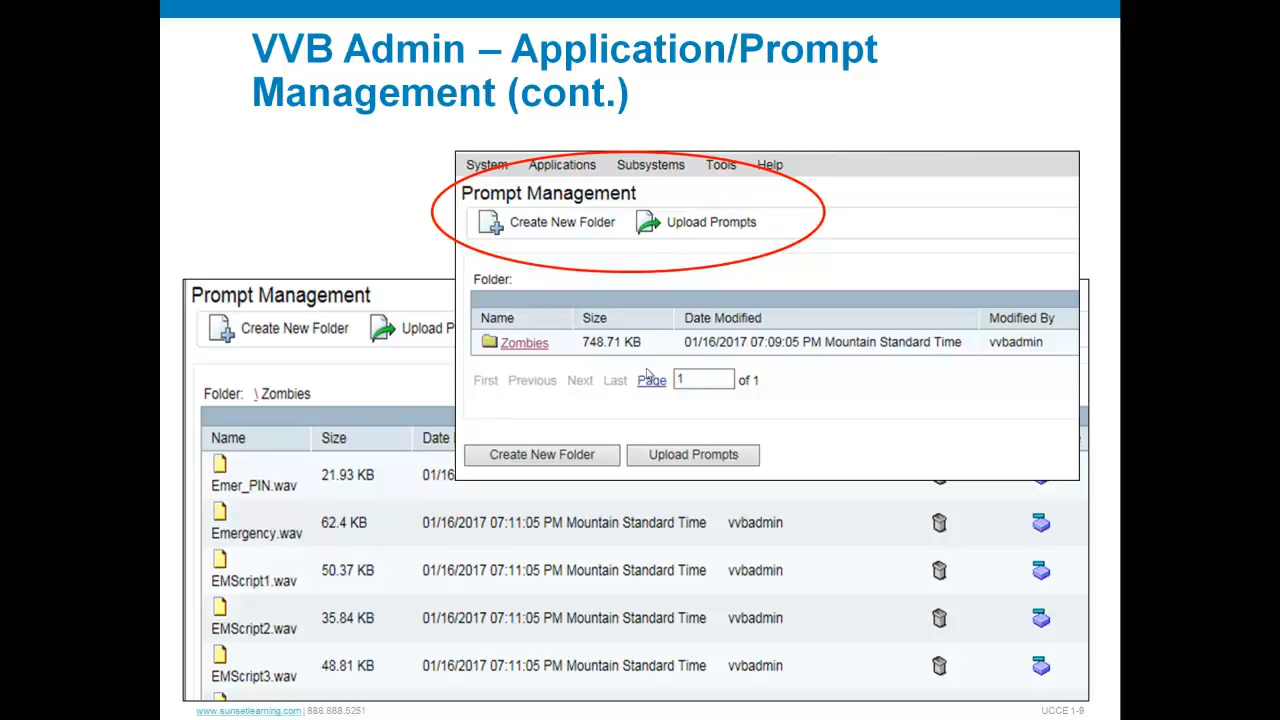 VVB Admin – Application/Prompt
Management (cont.)
System Applications Subsystems Tools Help
Prompt Management
Create New Folder Upload Prompts
Folder:
Name Size Date Modified Modified By
Zombies 748.71 KB 01/16/2017 07:09:05 PM Mountain Standard Time vvbadmin
First Previous Next Last Page 1 of 1
Create New Folder Upload Prompts
Prompt Management
Create New Folder Upload P
Folder: \ Zombies
Name Size Date
Emer_PIN.wav 21.93 KB 01/16
Emergency.wav 62.4 KB 01/16/2017 07:11:05 PM Mountain Standard Time vvbadmin
EMScript1.wav 50.37 KB 01/16/2017 07:11:05 PM Mountain Standard Time vvbadmin
EMScript2.wav 35.84 KB 01/16/2017 07:11:05 PM Mountain Standard Time vvbadmin
EMScript3.wav 48.81 KB 01/16/2017 07:11:05 PM Mountain Standard Time vvbadmin
www.sunsetlearning.com | 888.888.5251 UCCE 1-9